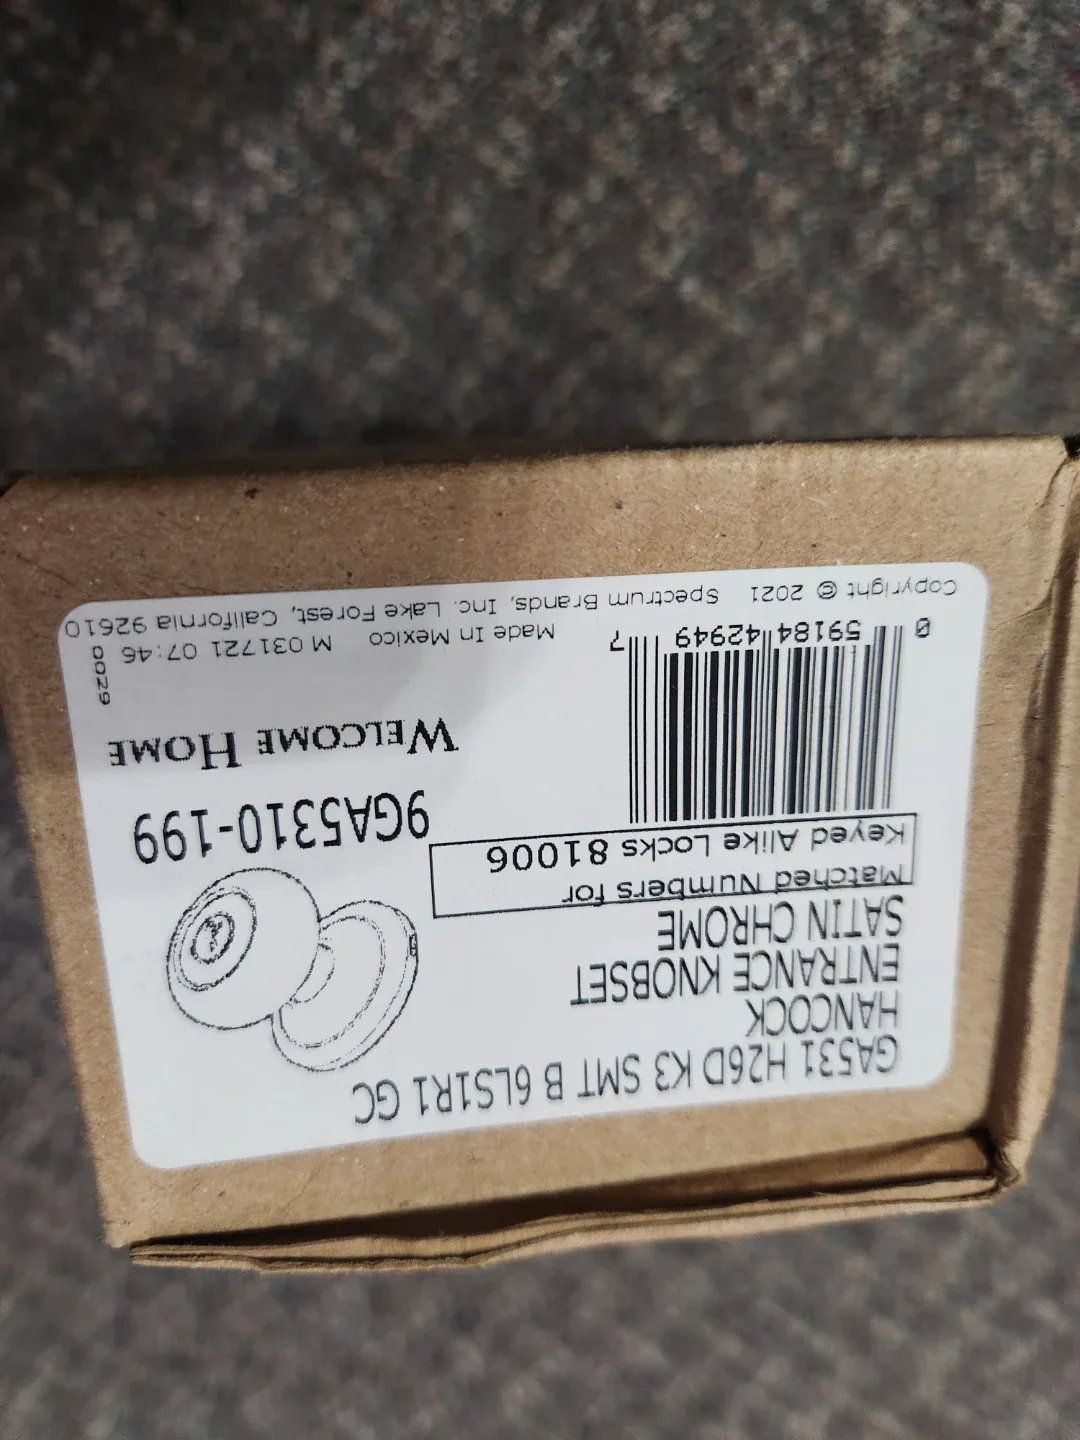 GA531 H26D K3 SMT B 6LS1R1 GC
HANCOCK
ENTRANCE KNOBSET
SATIN CHROME
Matched Numbers for
Keyed Alike Locks 81006
9GA5310-199
WELCOME HOME
0 59184 42949 7
Made In Mexico M 031721 07:46
0029
Copyright © 2021 Spectrum Brands, Inc. Lake Forest, California 92610